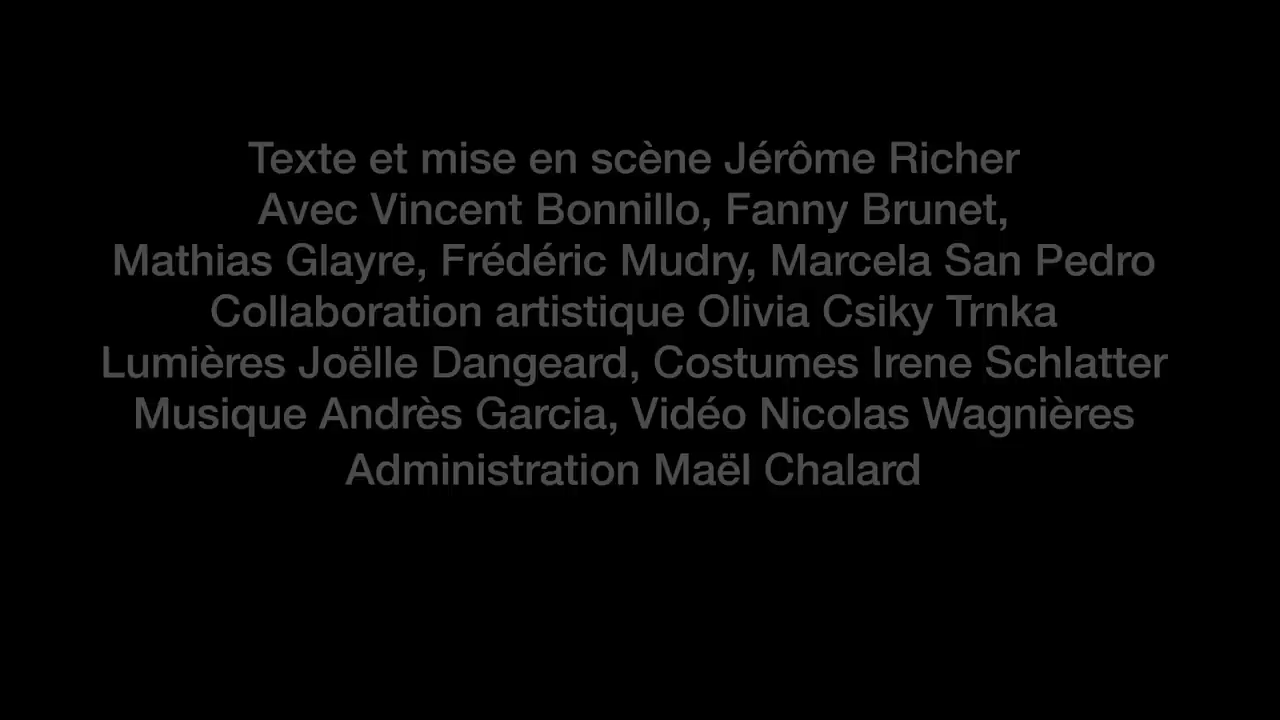 Texte et mise en scène Jérôme Richer
Avec Vincent Bonnillo, Fanny Brunet,
Mathias Glayre, Frédéric Mudry, Marcela San Pedro
Collaboration artistique Olivia Csiky Trnka
Lumières Joëlle Dangeard, Costumes Irene Schlatter
Musique Andrès Garcia, Vidéo Nicolas Wagnières
Administration Maël Chalard